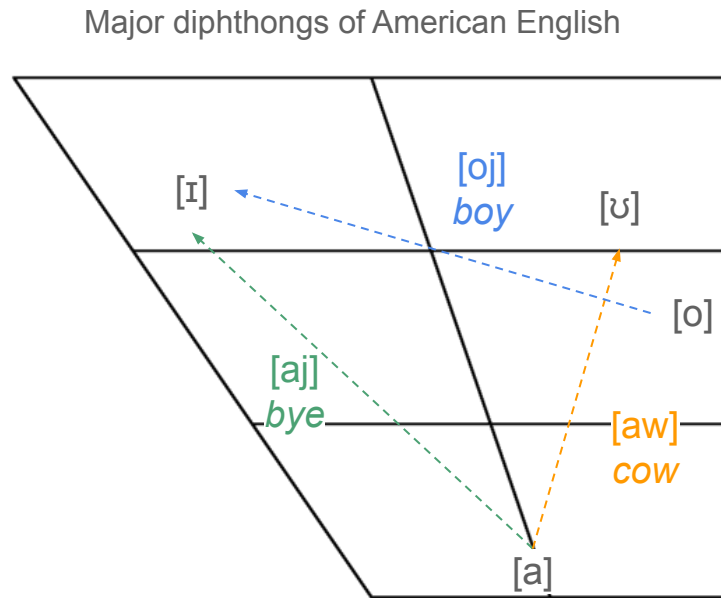 Major diphthongs of American English
[oj]
boy
[ɪ]
[ʊ]
[o]
[aj]
bye
[aw]
cow
[a]